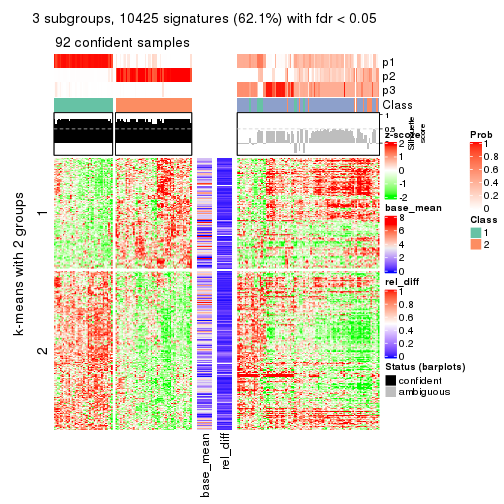 3 subgroups, 10425 signatures (62.1%) with fdr < 0.05
92 confident samples
p1
p2
p3
Class
1
0.5
0
Silhouette
score
k-means with 2 groups
1
2
base_mean
rel_diff
z-score
2
1
0
-1
-2
base_mean
8
6
4
2
0
rel_diff
1
0.8
0.6
0.4
0.2
0
Status (barplots)
confident
ambiguous
Prob
1
0.8
0.6
0.4
0.2
0
Class
1
2